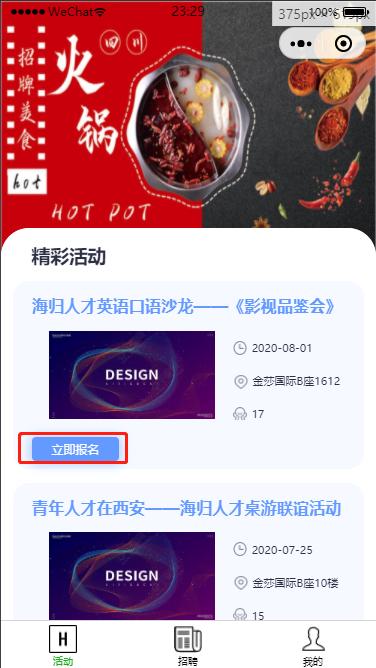 WeChat
23:29
100%
375px
四川
招牌美食
火锅
hot
HOT POT
精彩活动
海归人才英语口语沙龙——《影视品鉴会》
DESIGN
2020-08-01
金莎国际B座1612
17
立即报名
青年人才在西安——海归人才桌游联谊活动
DESIGN
2020-07-25
金莎国际B座10楼
15
H
活动
招聘
我的